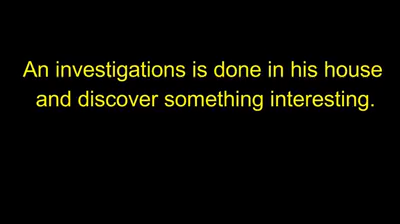 An investigations is done in his house
and discover something interesting.